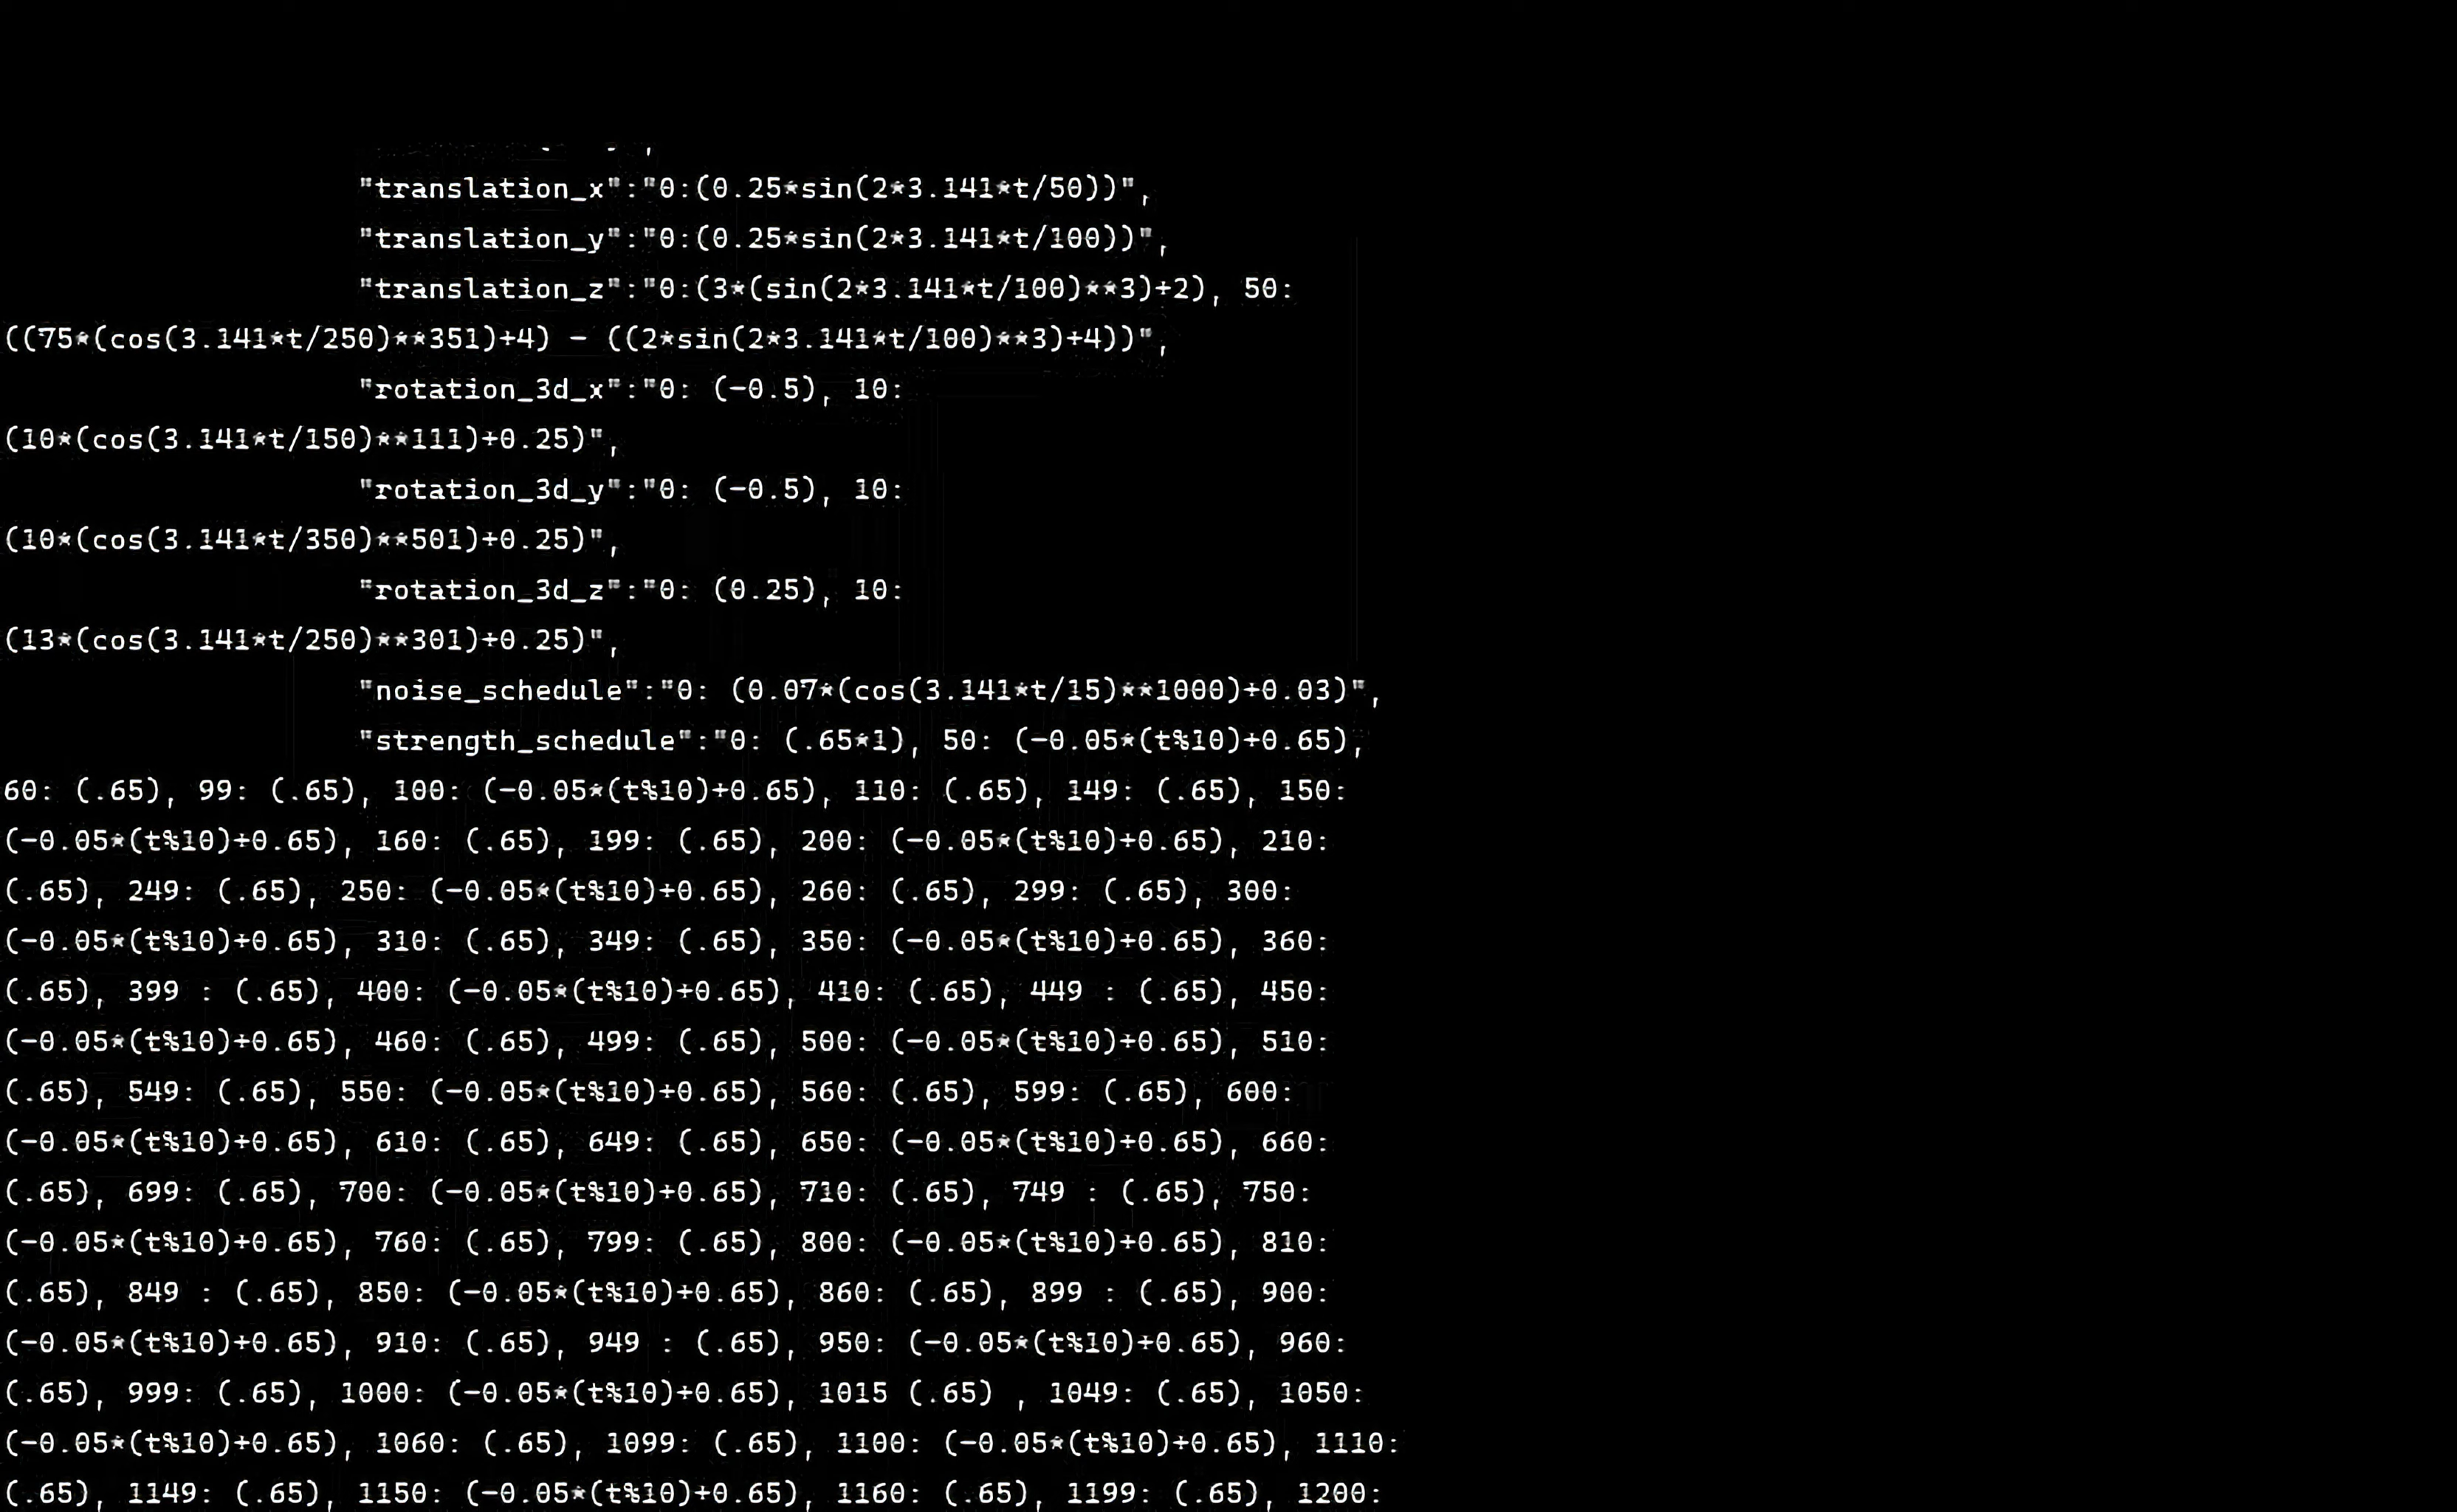 "translation_x":"0:(0.25*sin(2*3.141*t/50))",
"translation_y":"0:(0.25*sin(2*3.141*t/100))",
"translation_z":"0:(3*(sin(2*3.141*t/100)**3)+2), 50:
((75*(cos(3.141*t/250)**351)+4) - ((2*sin(2*3.141*t/100)**3)+4))",
"rotation_3d_x":"0: (-0.5), 10:
(10*(cos(3.141*t/150)**111)+0.25)",
"rotation_3d_y":"0: (-0.5), 10:
(10*(cos(3.141*t/350)**501)+0.25)",
"rotation_3d_z":"0: (0.25), 10:
(13*(cos(3.141*t/250)**301)+0.25)",
"noise_schedule":"0: (0.07*(cos(3.141*t/15)**1000)+0.03)",
"strength_schedule":"0: (.65*1), 50: (-0.05*(t%10)+0.65),
60: (.65), 99: (.65), 100: (-0.05*(t%10)+0.65), 110: (.65), 149: (.65), 150:
(-0.05*(t%10)+0.65), 160: (.65), 199: (.65), 200: (-0.05*(t%10)+0.65), 210:
(.65), 249: (.65), 250: (-0.05*(t%10)+0.65), 260: (.65), 299: (.65), 300:
(-0.05*(t%10)+0.65), 310: (.65), 349: (.65), 350: (-0.05*(t%10)+0.65), 360:
(.65), 399 : (.65), 400: (-0.05*(t%10)+0.65), 410: (.65), 449 : (.65), 450:
(-0.05*(t%10)+0.65), 460: (.65), 499: (.65), 500: (-0.05*(t%10)+0.65), 510:
(.65), 549: (.65), 550: (-0.05*(t%10)+0.65), 560: (.65), 599: (.65), 600:
(-0.05*(t%10)+0.65), 610: (.65), 649: (.65), 650: (-0.05*(t%10)+0.65), 660:
(.65), 699: (.65), 700: (-0.05*(t%10)+0.65), 710: (.65), 749 : (.65), 750:
(-0.05*(t%10)+0.65), 760: (.65), 799: (.65), 800: (-0.05*(t%10)+0.65), 810:
(.65), 849 : (.65), 850: (-0.05*(t%10)+0.65), 860: (.65), 899 : (.65), 900:
(-0.05*(t%10)+0.65), 910: (.65), 949 : (.65), 950: (-0.05*(t%10)+0.65), 960:
(.65), 999: (.65), 1000: (-0.05*(t%10)+0.65), 1015 (.65) , 1049: (.65), 1050:
(-0.05*(t%10)+0.65), 1060: (.65), 1099: (.65), 1100: (-0.05*(t%10)+0.65), 1110:
(.65), 1149: (.65), 1150: (-0.05*(t%10)+0.65), 1160: (.65), 1199: (.65), 1200: